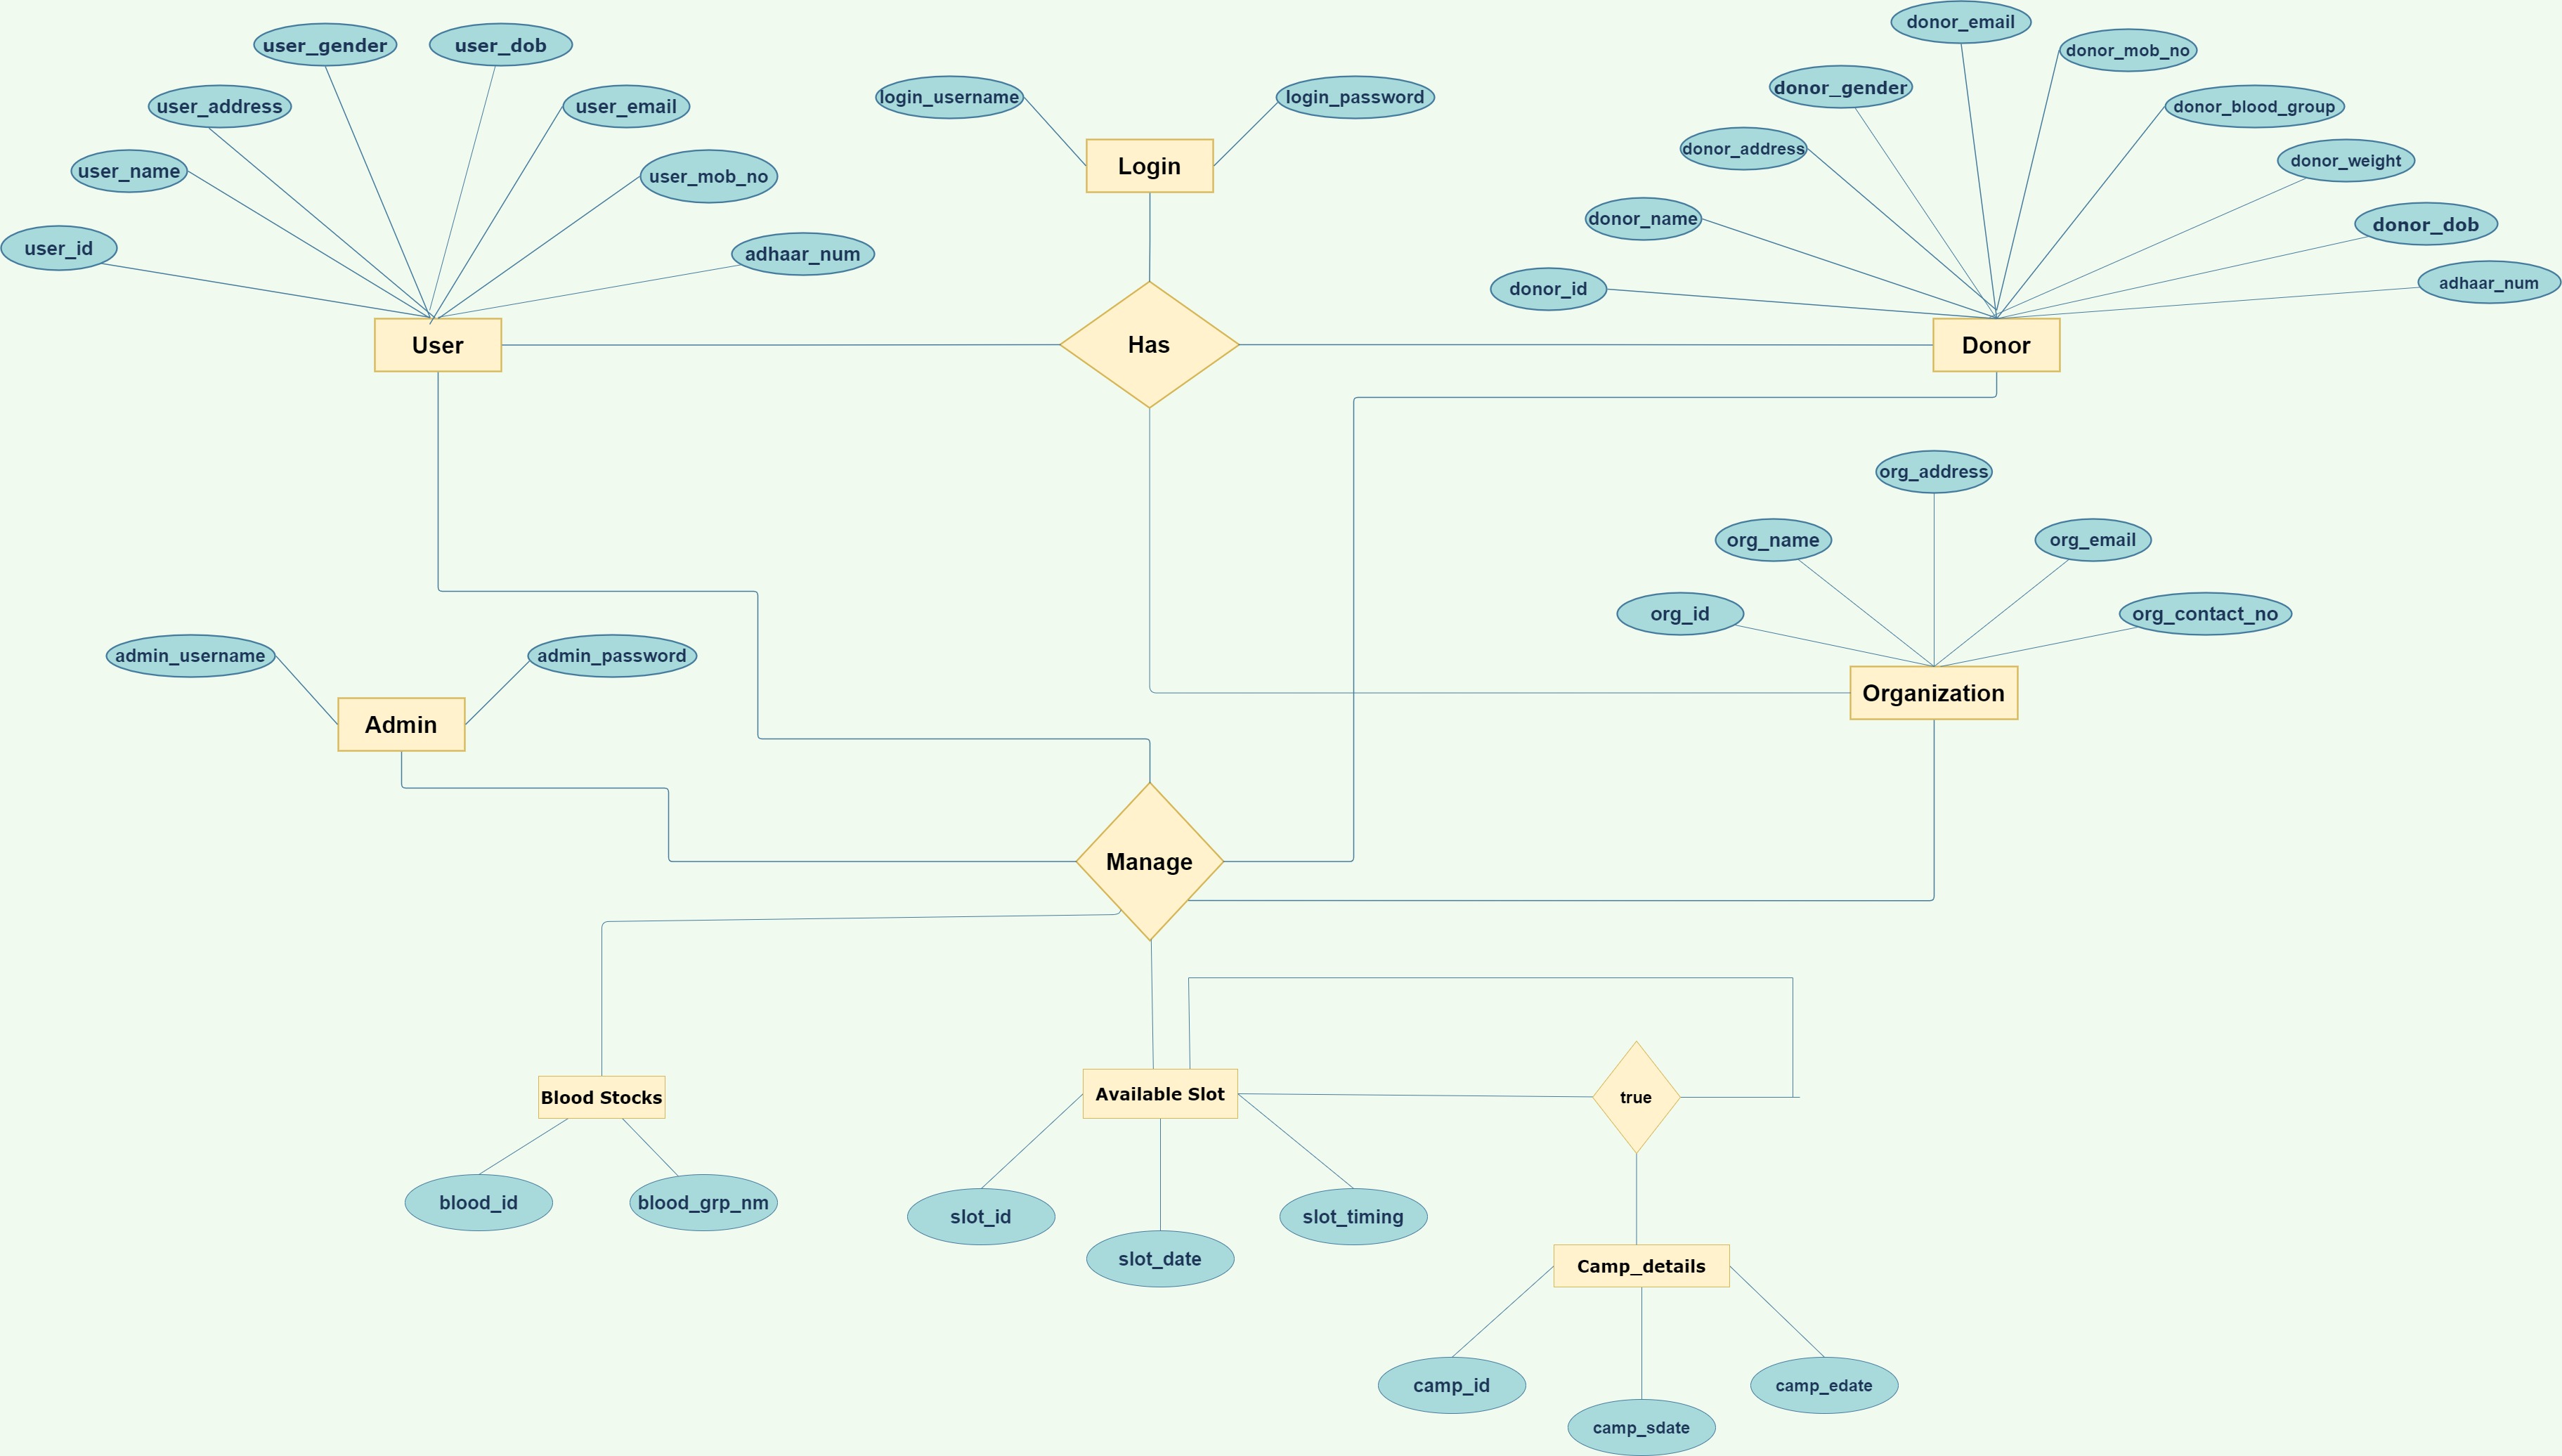 donor_email
user_gender
user_dob
donor_mob_no
donor_gender
login_username
login_password
user_address
user_email
donor_blood_group
donor_address
donor_weight
Login
user_name
user_mob_no
donor_name
donor_dob
user_id
adhaar_num
donor_id
adhaar_num
User
Has
Donor
org_address
org_name
org_email
org_id
org_contact_no
admin_username
admin_password
Organization
Admin
Manage
Blood Stocks
Available Slot
true
blood_id
blood_grp_nm
slot_id
slot_timing
slot_date
Camp_details
camp_id
camp_edate
camp_sdate